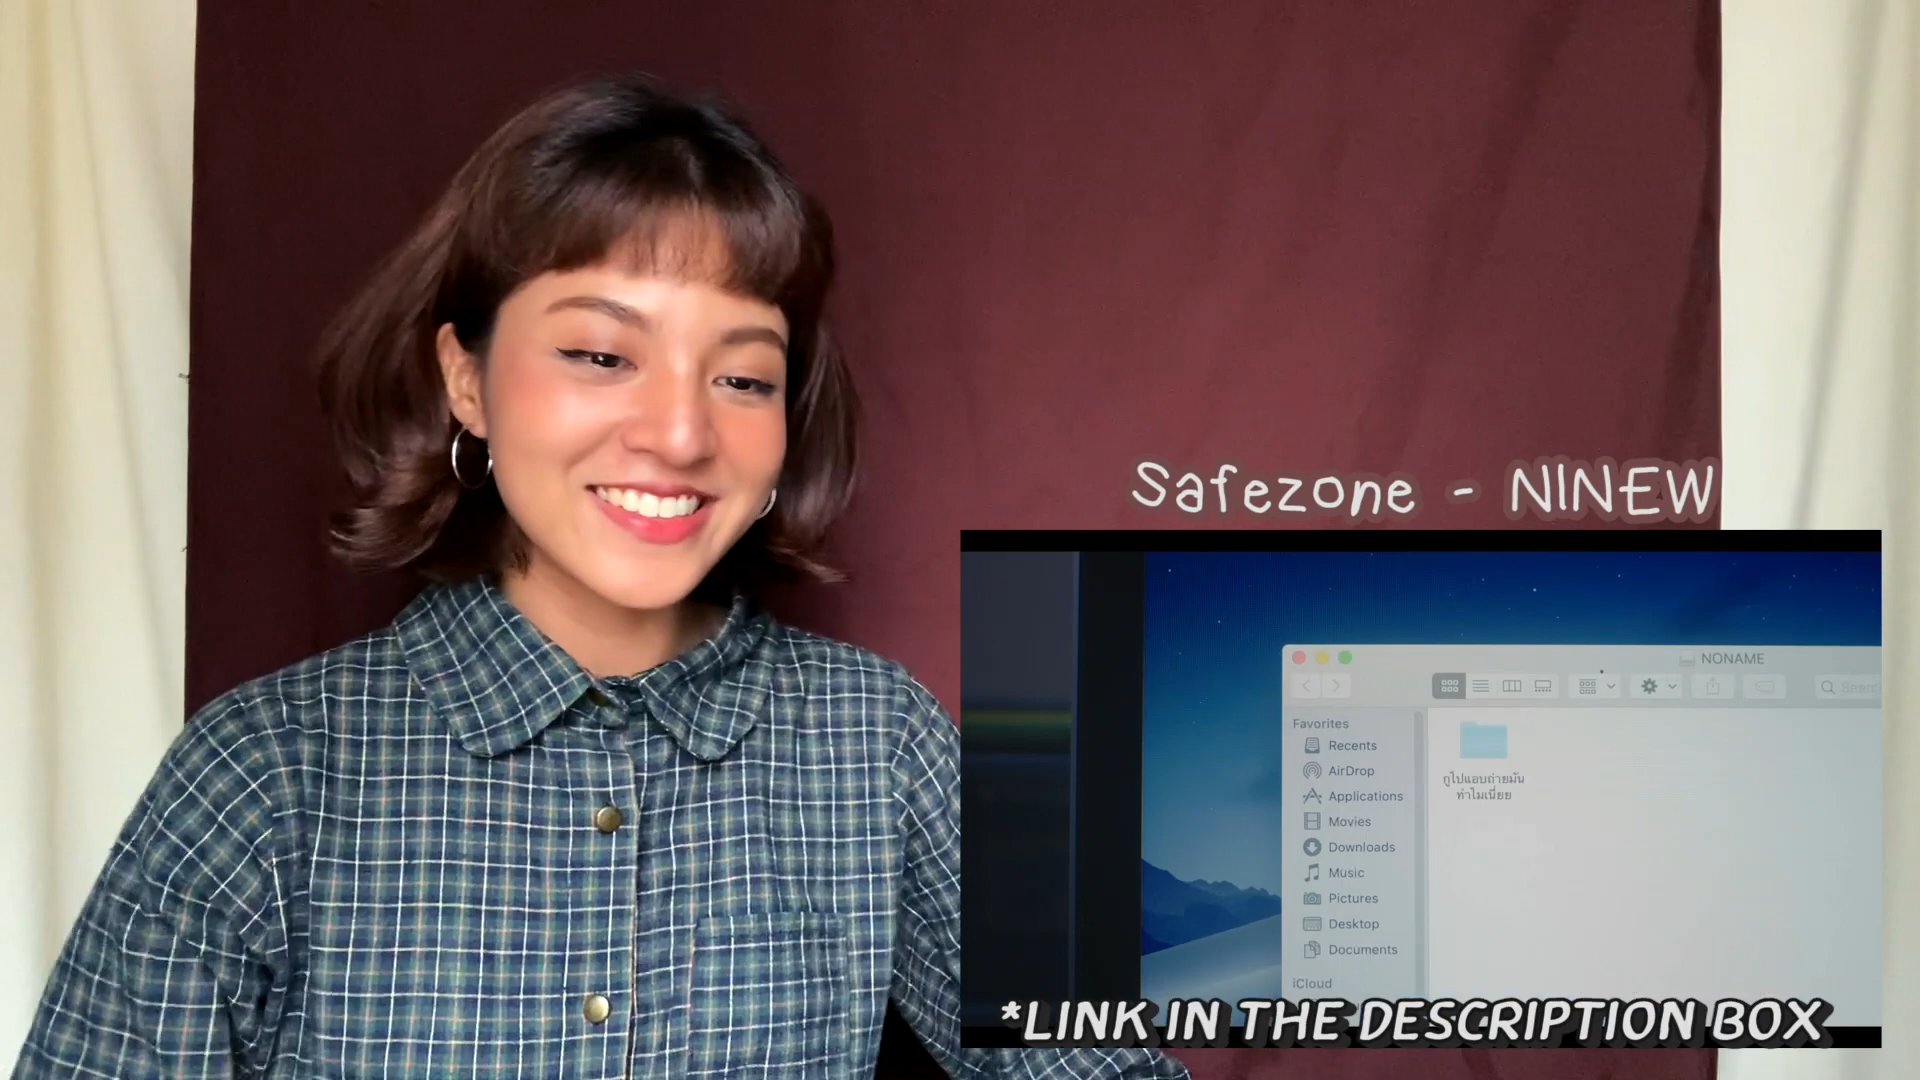 Safezone - NINEW
NONAME
Favorites
Recents
AirDrop
Applications
Movies
Downloads
Music
Pictures
Desktop
Documents
iCloud
กูไปแอบถ่ายมัน
ทำไมเนี่ยย
*LINK IN THE DESCRIPTION BOX